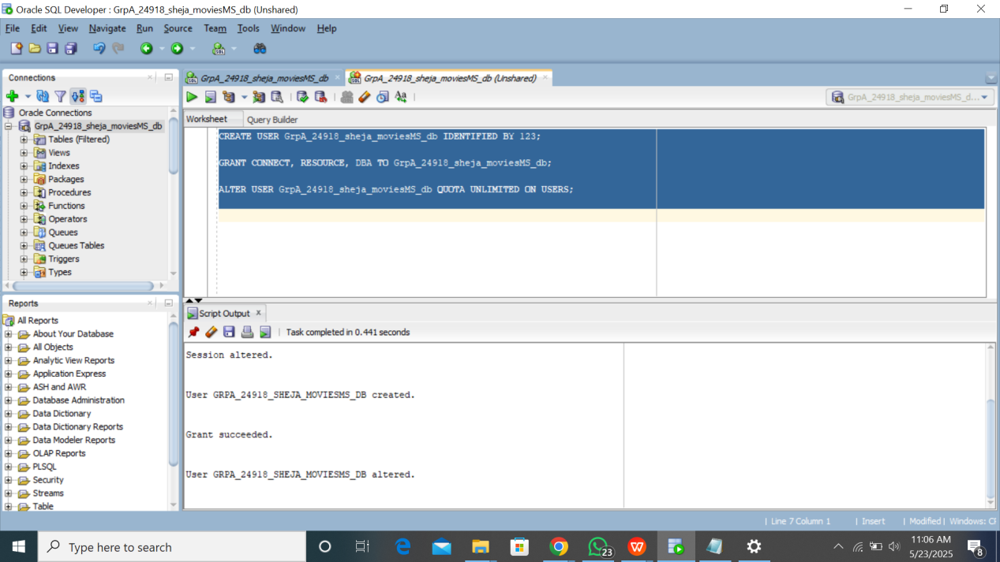 Oracle SQL Developer : GrpA_24918_sheja_moviesMS_db (Unshared)
File Edit View Navigate Run Source Team Tools Window Help
Connections
Oracle Connections
GrpA_24918_sheja_moviesMS_db
Tables (Filtered)
Views
Indexes
Packages
Procedures
Functions
Operators
Queues
Queues Tables
Triggers
Types
Reports
All Reports
About Your Database
All Objects
Analytic View Reports
Application Express
ASH and AWR
Database Administration
Data Dictionary
Data Dictionary Reports
Data Modeler Reports
OLAP Reports
PLSQL
Security
Streams
Table
GrpA_24918_sheja_moviesMS_db
GrpA_24918_sheja_moviesMS_db (Unshared)
GrpA_24918_sheja_moviesMS_d...
Worksheet Query Builder
CREATE USER GrpA_24918_sheja_moviesMS_db IDENTIFIED BY 123;
GRANT CONNECT, RESOURCE, DBA TO GrpA_24918_sheja_moviesMS_db;
ALTER USER GrpA_24918_sheja_moviesMS_db QUOTA UNLIMITED ON USERS;
Script Output
Task completed in 0.441 seconds
Session altered.
User GRPA_24918_SHEJA_MOVIESMS_DB created.
Grant succeeded.
User GRPA_24918_SHEJA_MOVIESMS_DB altered.
| Line 7 Column 1 | Insert | Modified | Windows: C
Type here to search
23
11:06 AM
5/23/2025
8